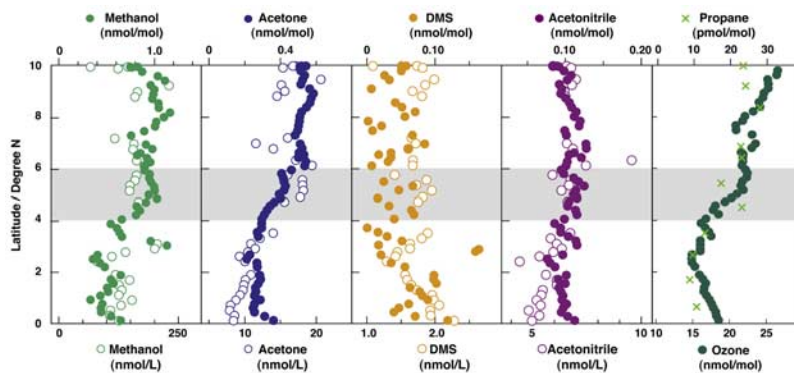 Methanol
(nmol/mol)
Acetone
(nmol/mol)
DMS
(nmol/mol)
Acetonitrile
(nmol/mol)
Propane
(pmol/mol)
0 1.0 0 0.4 0 0.10 0.10 0.20 10 20 30
10
8
6
4
2
0
Latitude / Degree N
0 250 10 20 1.0 2.0 5 10 10 15 20 25
Methanol
(nmol/L)
Acetone
(nmol/L)
DMS
(nmol/L)
Acetonitrile
(nmol/L)
Ozone
(nmol/mol)